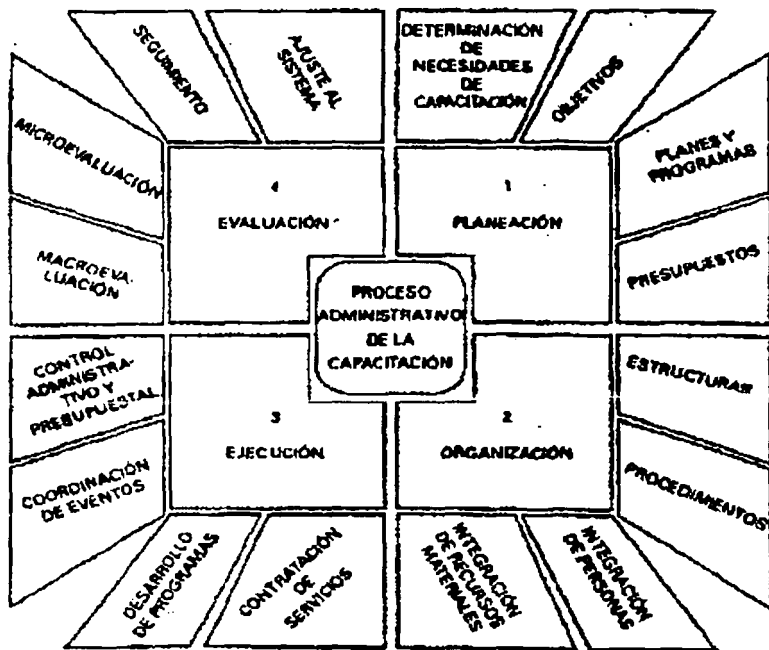 SEGUIMIENTO
AJUSTE AL
SISTEMA
DETERMINACIÓN
DE
NECESIDADES
DE
CAPACITACIÓN
OBJETIVOS
MICROEVALUACIÓN
MACROEVA-
LUACIÓN
4
EVALUACIÓN
1
PLANEACIÓN
PLANES Y
PROGRAMAS
PRESUPUESTOS
PROCESO
ADMINISTRATIVO
DE LA
CAPACITACIÓN
CONTROL
ADMINISTRA-
TIVO Y
PRESUPUESTAL
COORDINACIÓN
DE EVENTOS
3
EJECUCIÓN
2
ORGANIZACIÓN
ESTRUCTURAS
PROCEDIMIENTOS
DESARROLLO
DE PROGRAMAS
CONTRATACIÓN
DE
SERVICIOS
INTEGRACIÓN
DE RECURSOS
MATERIALES
INTEGRACIÓN
DE PERSONAS